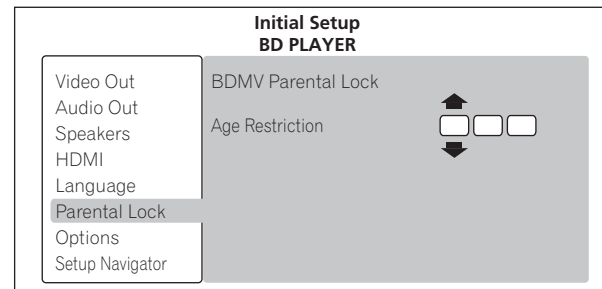 Initial Setup
BD PLAYER
Video Out
Audio Out
Speakers
HDMI
Language
Parental Lock
Options
Setup Navigator
BDMV Parental Lock
Age Restriction